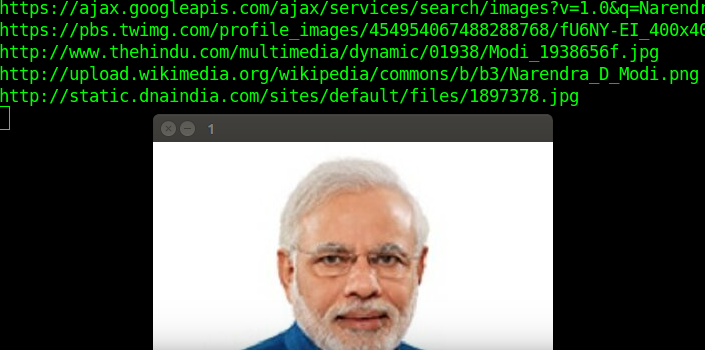 https://ajax.googleapis.com/ajax/services/search/images?v=1.0&q=Narendr
https://pbs.twimg.com/profile_images/454954067488288768/fU6NY-EI_400x40
http://www.thehindu.com/multimedia/dynamic/01938/Modi_1938656f.jpg
http://upload.wikimedia.org/wikipedia/commons/b/b3/Narendra_D_Modi.png
http://static.dnaindia.com/sites/default/files/1897378.jpg
1